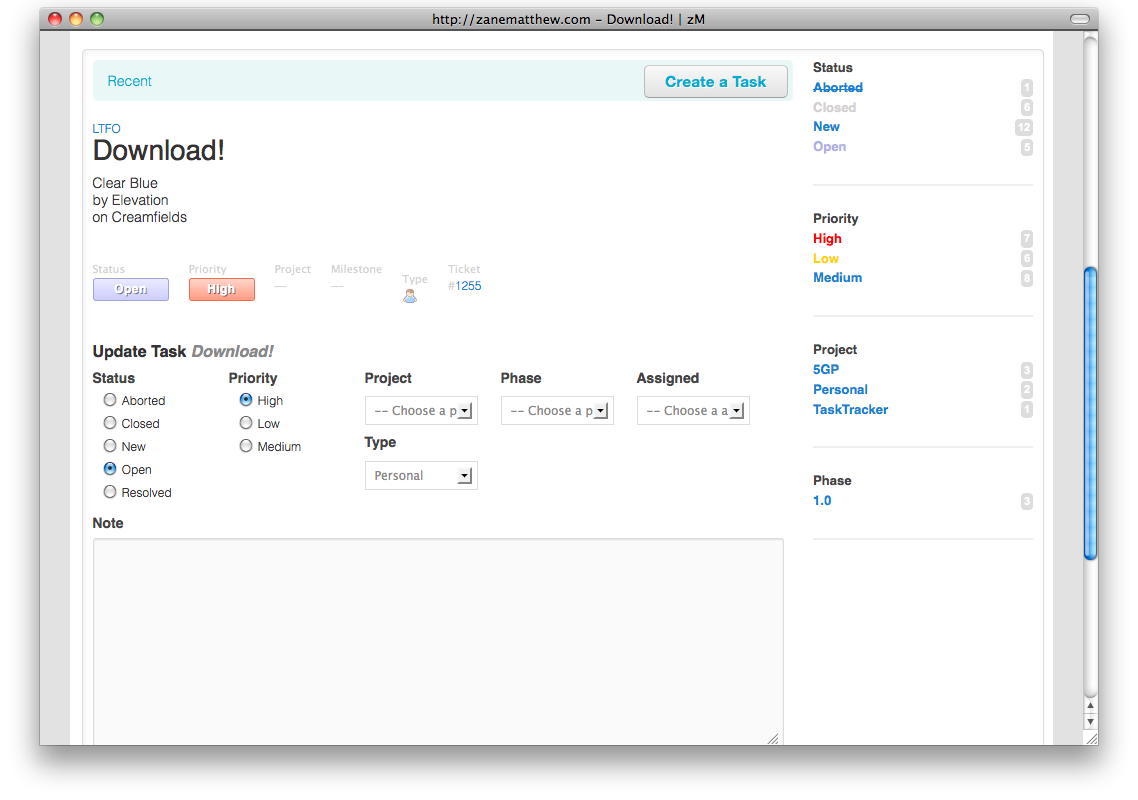 http://zanematthew.com – Download! | zM
Recent
Create a Task
LTFO
Download!
Clear Blue
by Elevation
on Creamfields
Status
Priority
Project
Milestone
Type
Ticket
Open
High
—
—
#1255
Update Task Download!
Status
Priority
Project
Phase
Assigned
Aborted
Closed
New
Open
Resolved
High
Low
Medium
-- Choose a p
-- Choose a p
-- Choose a a
Type
Personal
Note
Status
Aborted 1
Closed 6
New 12
Open 5
Priority
High 7
Low 6
Medium 8
Project
5GP 3
Personal 2
TaskTracker 1
Phase
1.0 3